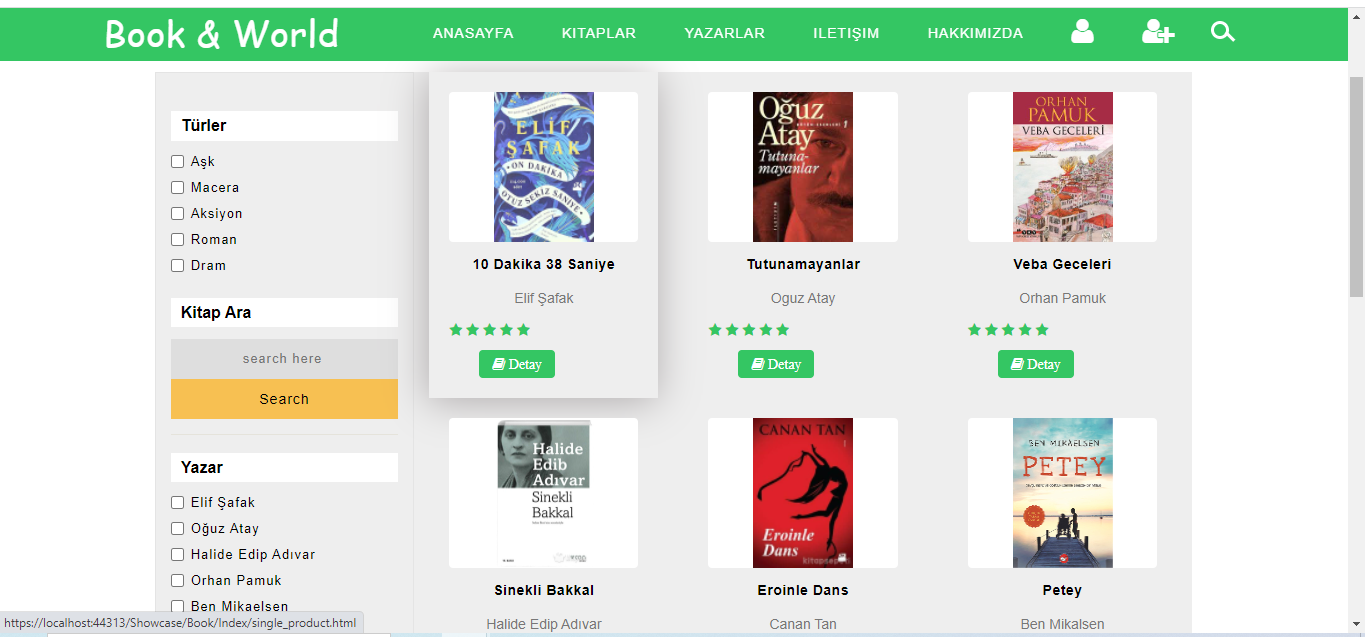 Book & World
ANASAYFA
KITAPLAR
YAZARLAR
ILETIŞIM
HAKKIMIZDA
Türler
Aşk
Macera
Aksiyon
Roman
Dram
Kitap Ara
search here
Search
Yazar
Elif Şafak
Oğuz Atay
Halide Edip Adıvar
Orhan Pamuk
Ben Mikaelsen
ELİF
ŞAFAK
ON DAKİKA
OTUZ SEKİZ SANİYE
10 Dakika 38 Saniye
Elif Şafak
Detay
Oğuz
Atay
Tutuna-
mayanlar
Tutunamayanlar
Oguz Atay
Detay
ORHAN
PAMUK
VEBA GECELERİ
Veba Geceleri
Orhan Pamuk
Detay
Halide
Edib
Adıvar
Sinekli
Bakkal
Sinekli Bakkal
Halide Edip Adıvar
CANAN TAN
Eroinle
Dans
Eroinle Dans
Canan Tan
BEN MIKAELSEN
PETEY
Petey
Ben Mikalsen
https://localhost:44313/Showcase/Book/Index/single_product.html